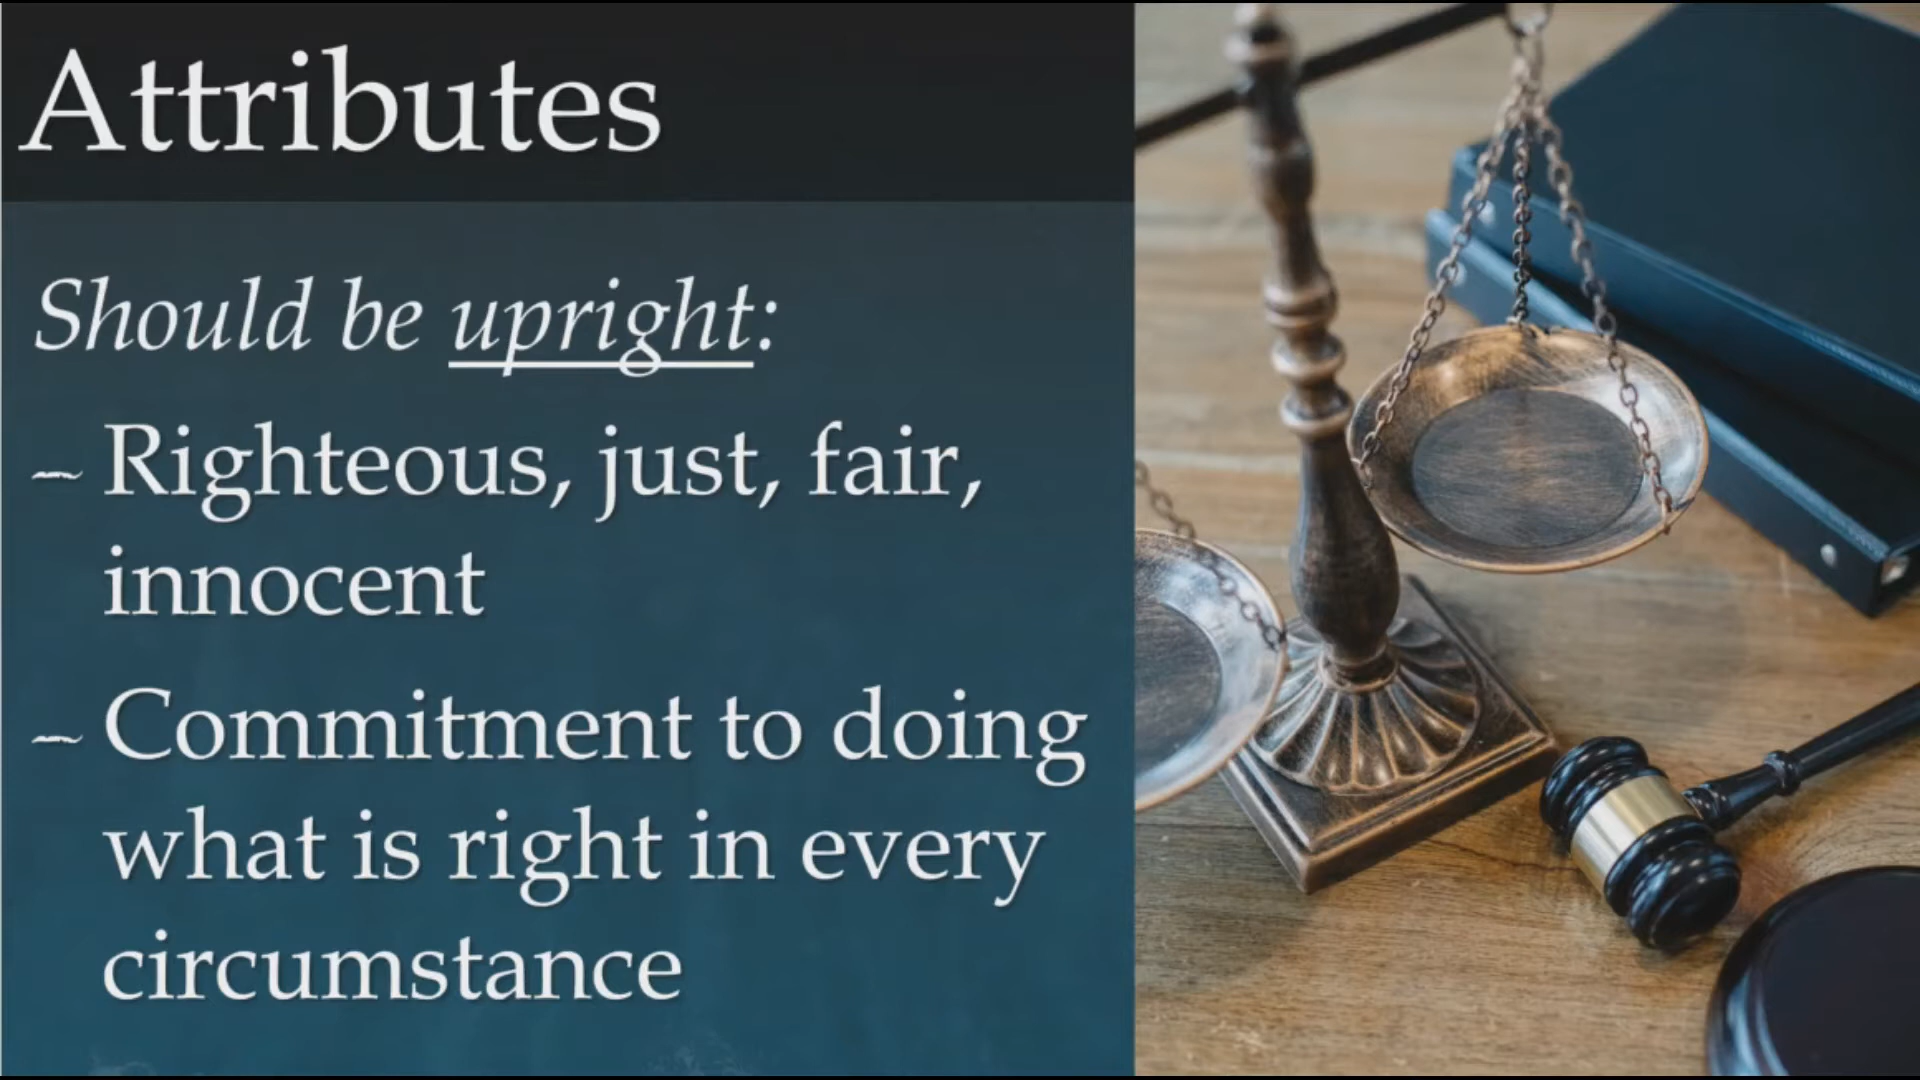 Attributes
Should be upright:
~ Righteous, just, fair,
innocent
~ Commitment to doing
what is right in every
circumstance